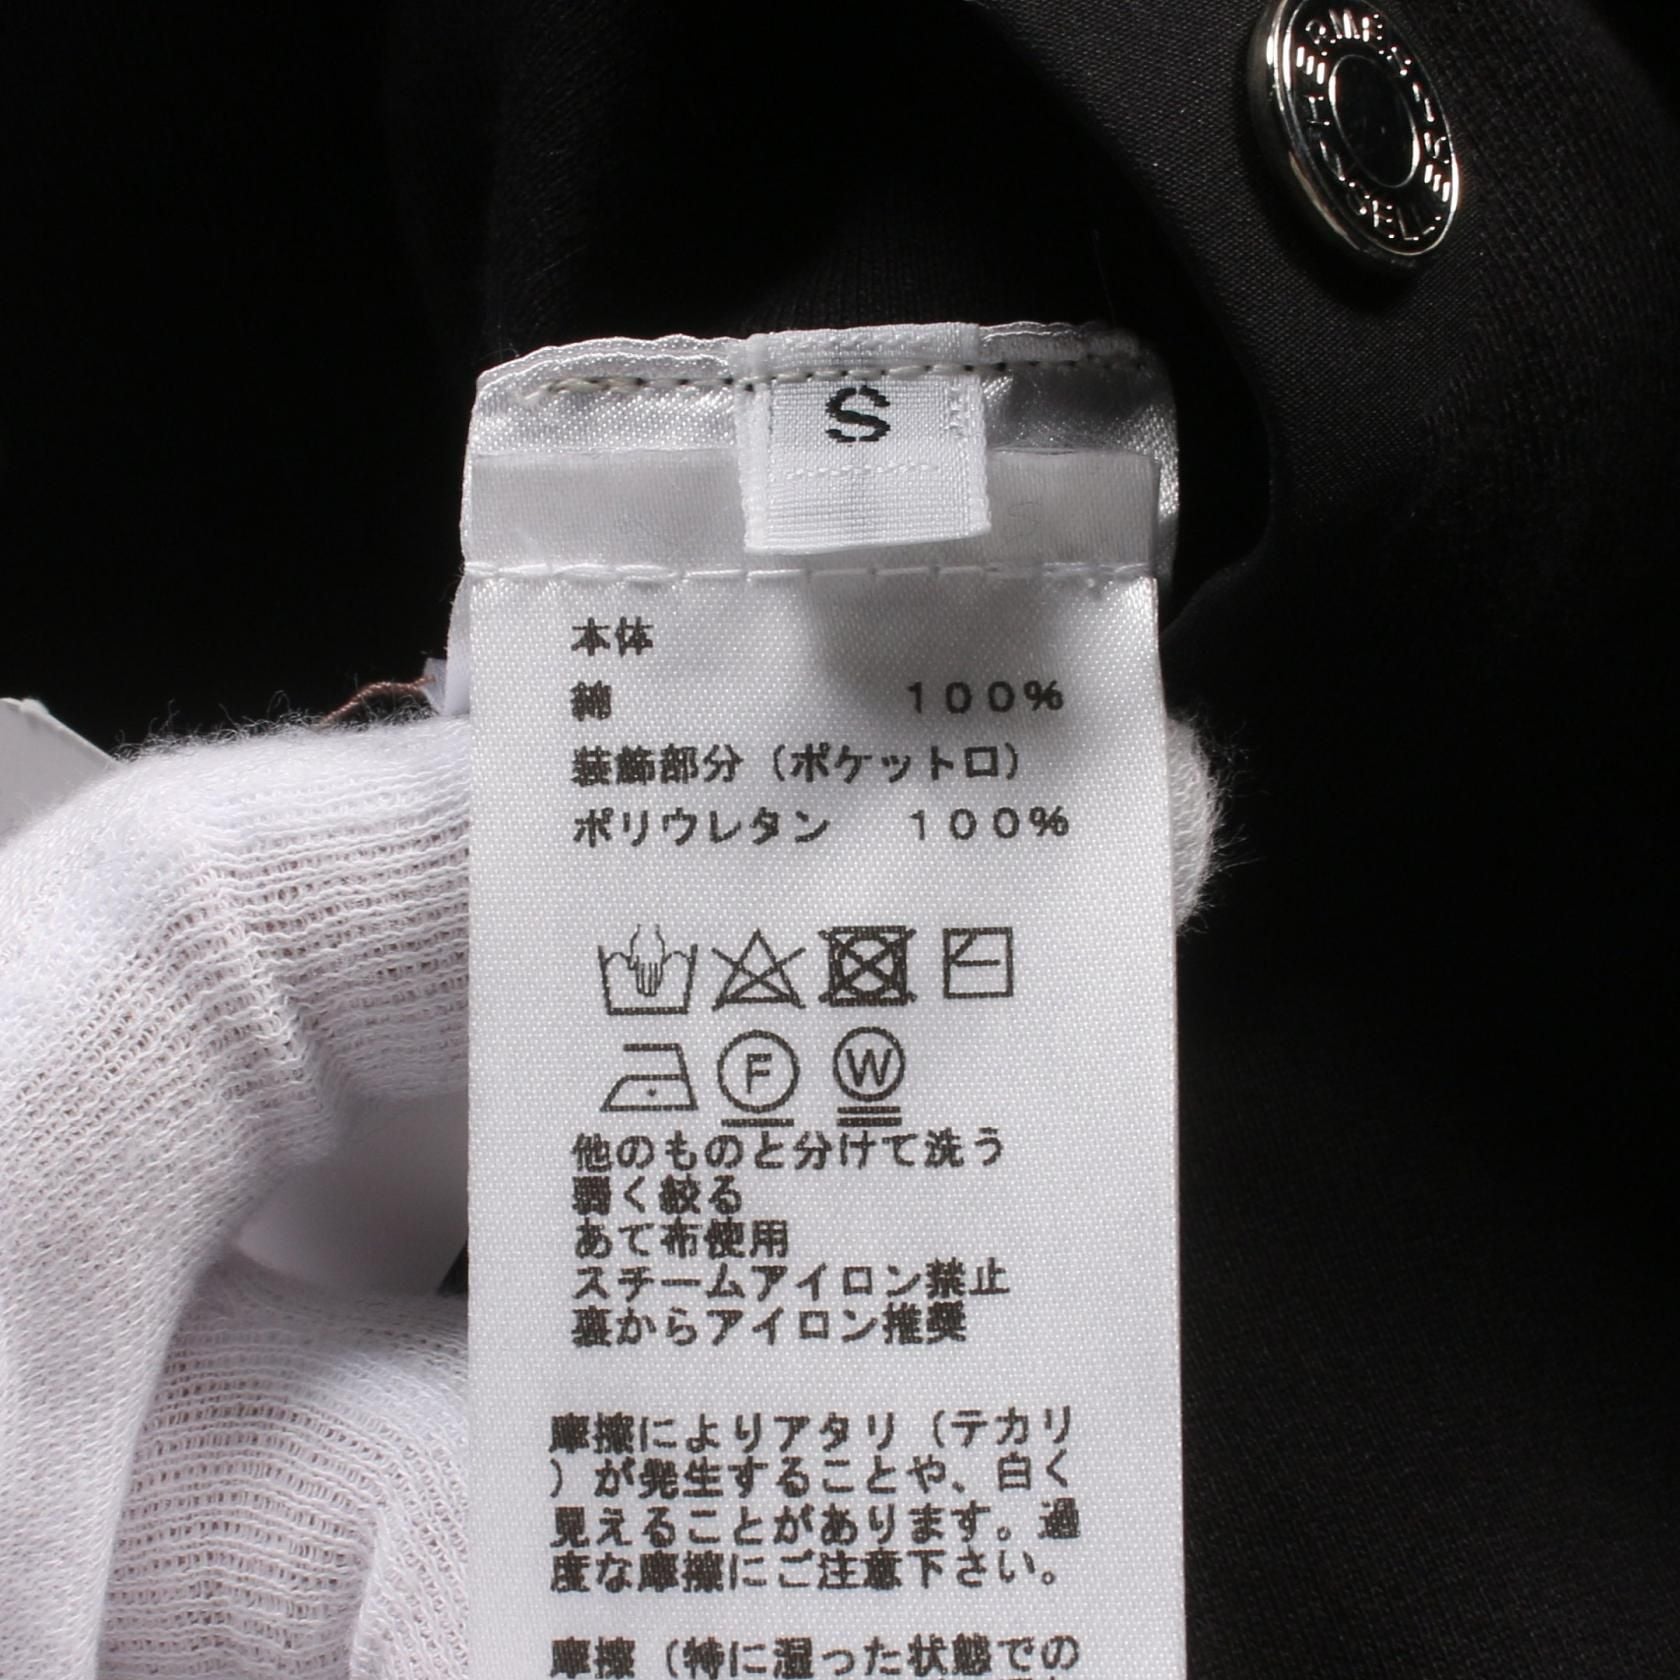 S
本体
綿 100%
装飾部分（ポケット口）
ポリウレタン 100%
F W
他のものと分けて洗う
弱く絞る
あて布使用
スチームアイロン禁止
裏からアイロン推奨
摩擦によりアタリ（テカリ
）が発生することや、白く
見えることがあります。過
度な摩擦にご注意下さい。
摩擦（特に湿った状態での